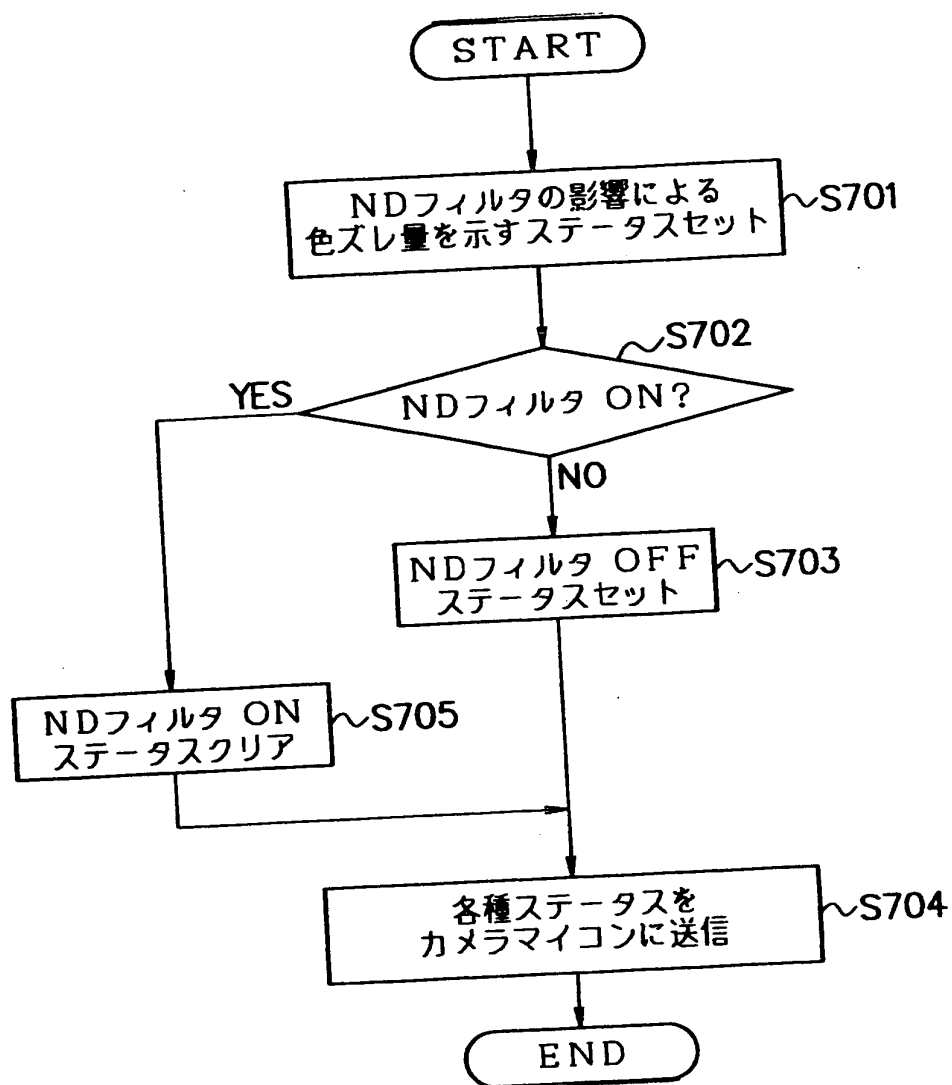 START
NDフィルタの影響による
色ズレ量を示すステータスセット
S701
S702
NDフィルタ ON?
YES
NO
NDフィルタ OFF
ステータスセット
S703
NDフィルタ ON
ステータスクリア
S705
各種ステータスを
カメラマイコンに送信
S704
END